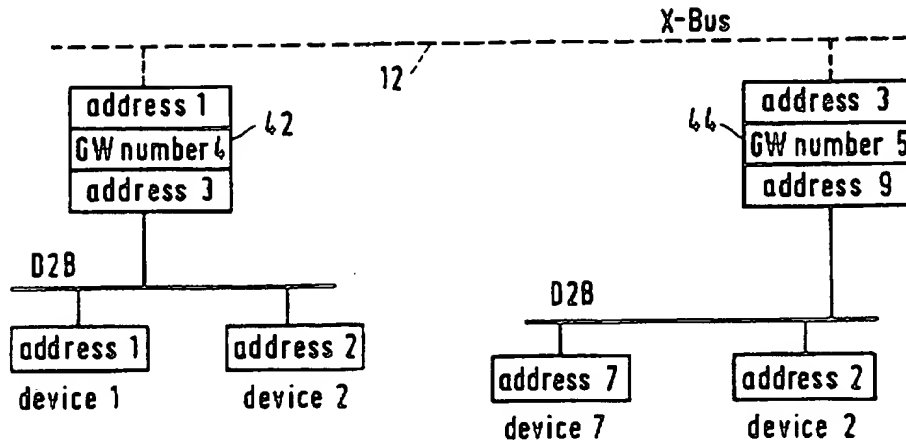 X-Bus
12
address 1
GW number 4
address 3
42
44
address 3
GW number 5
address 9
D2B
address 1
address 2
device 1
device 2
D2B
address 7
address 2
device 7
device 2